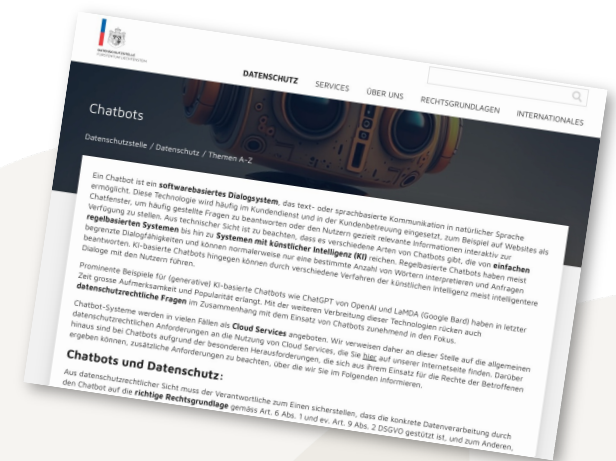 DATENSCHUTZSTELLE
FÜRSTENTUM LIECHTENSTEIN
DATENSCHUTZ SERVICES ÜBER UNS RECHTSGRUNDLAGEN INTERNATIONALES
Chatbots
Datenschutzstelle / Datenschutz / Themen A-Z
Ein Chatbot ist ein softwarebasiertes Dialogsystem, das text- oder sprachbasierte Kommunikation in natürlicher Sprache
ermöglicht. Diese Technologie wird häufig im Kundendienst und in der Kundenbetreuung eingesetzt, zum Beispiel auf Websites als
Chatfenster, um häufig gestellte Fragen zu beantworten oder den Nutzern gezielt relevante Informationen interaktiv zur
Verfügung zu stellen. Aus technischer Sicht ist zu beachten, dass es verschiedene Arten von Chatbots gibt, die von einfachen
regelbasierten Systemen bis hin zu Systemen mit künstlicher Intelligenz (KI) reichen. Regelbasierte Chatbots haben meist
begrenzte Dialogfähigkeiten und können normalerweise nur eine bestimmte Anzahl von Wörtern interpretieren und Anfragen
beantworten. KI-basierte Chatbots hingegen können durch verschiedene Verfahren der künstlichen Intelligenz meist intelligentere
Dialoge mit den Nutzern führen.
Prominente Beispiele für (generative) KI-basierte Chatbots wie ChatGPT von OpenAI und LaMDA (Google Bard) haben in letzter
Zeit grosse Aufmerksamkeit und Popularität erlangt. Mit der weiteren Verbreitung dieser Technologien rücken auch
datenschutzrechtliche Fragen im Zusammenhang mit dem Einsatz von Chatbots zunehmend in den Fokus.
Chatbot-Systeme werden in vielen Fällen als Cloud Services angeboten. Wir verweisen daher an dieser Stelle auf die allgemeinen
datenschutzrechtlichen Anforderungen an die Nutzung von Cloud Services, die Sie hier auf unserer Internetseite finden. Darüber
hinaus sind bei Chatbots aufgrund der besonderen Herausforderungen, die sich aus ihrem Einsatz für die Rechte der Betroffenen
ergeben können, zusätzliche Anforderungen zu beachten, über die wir Sie im Folgenden informieren.
Chatbots und Datenschutz:
Aus datenschutzrechtlicher Sicht muss der Verantwortliche zum Einen sicherstellen, dass die konkrete Datenverarbeitung durch
den Chatbot auf die richtige Rechtsgrundlage gemäss Art. 6 Abs. 1 und ev. Art. 9 Abs. 2 DSGVO gestützt ist, und zum Anderen,